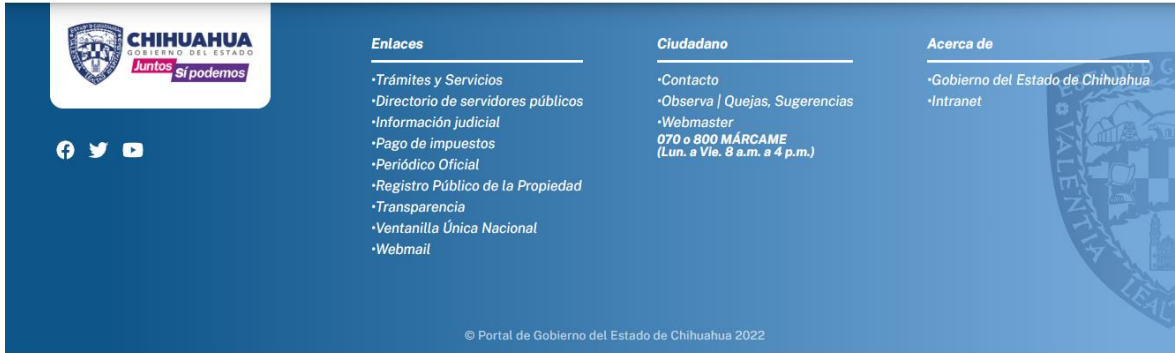 CHIHUAHUA
GOBIERNO DEL ESTADO
Juntos
Sí podemos
Enlaces
•Trámites y Servicios
•Directorio de servidores públicos
•Información judicial
•Pago de impuestos
•Periódico Oficial
•Registro Público de la Propiedad
•Transparencia
•Ventanilla Única Nacional
•Webmail
Ciudadano
•Contacto
•Observa | Quejas, Sugerencias
•Webmaster
070 o 800 MÁRCAME
(Lun. a Vie. 8 a.m. a 4 p.m.)
Acerca de
•Gobierno del Estado de Chihuahua
•Intranet
VALENTIA
LEAL
© Portal de Gobierno del Estado de Chihuahua 2022